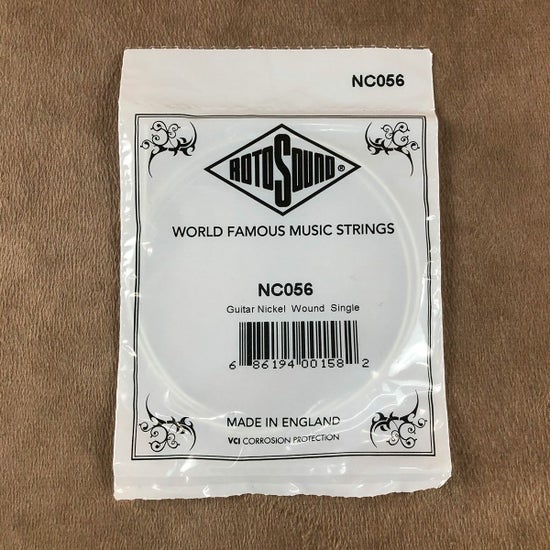 NC056
ROTOSOUND®
WORLD FAMOUS MUSIC STRINGS
NC056
Guitar Nickel Wound Single
6 86194 00158 2
MADE IN ENGLAND
VCI CORROSION PROTECTION